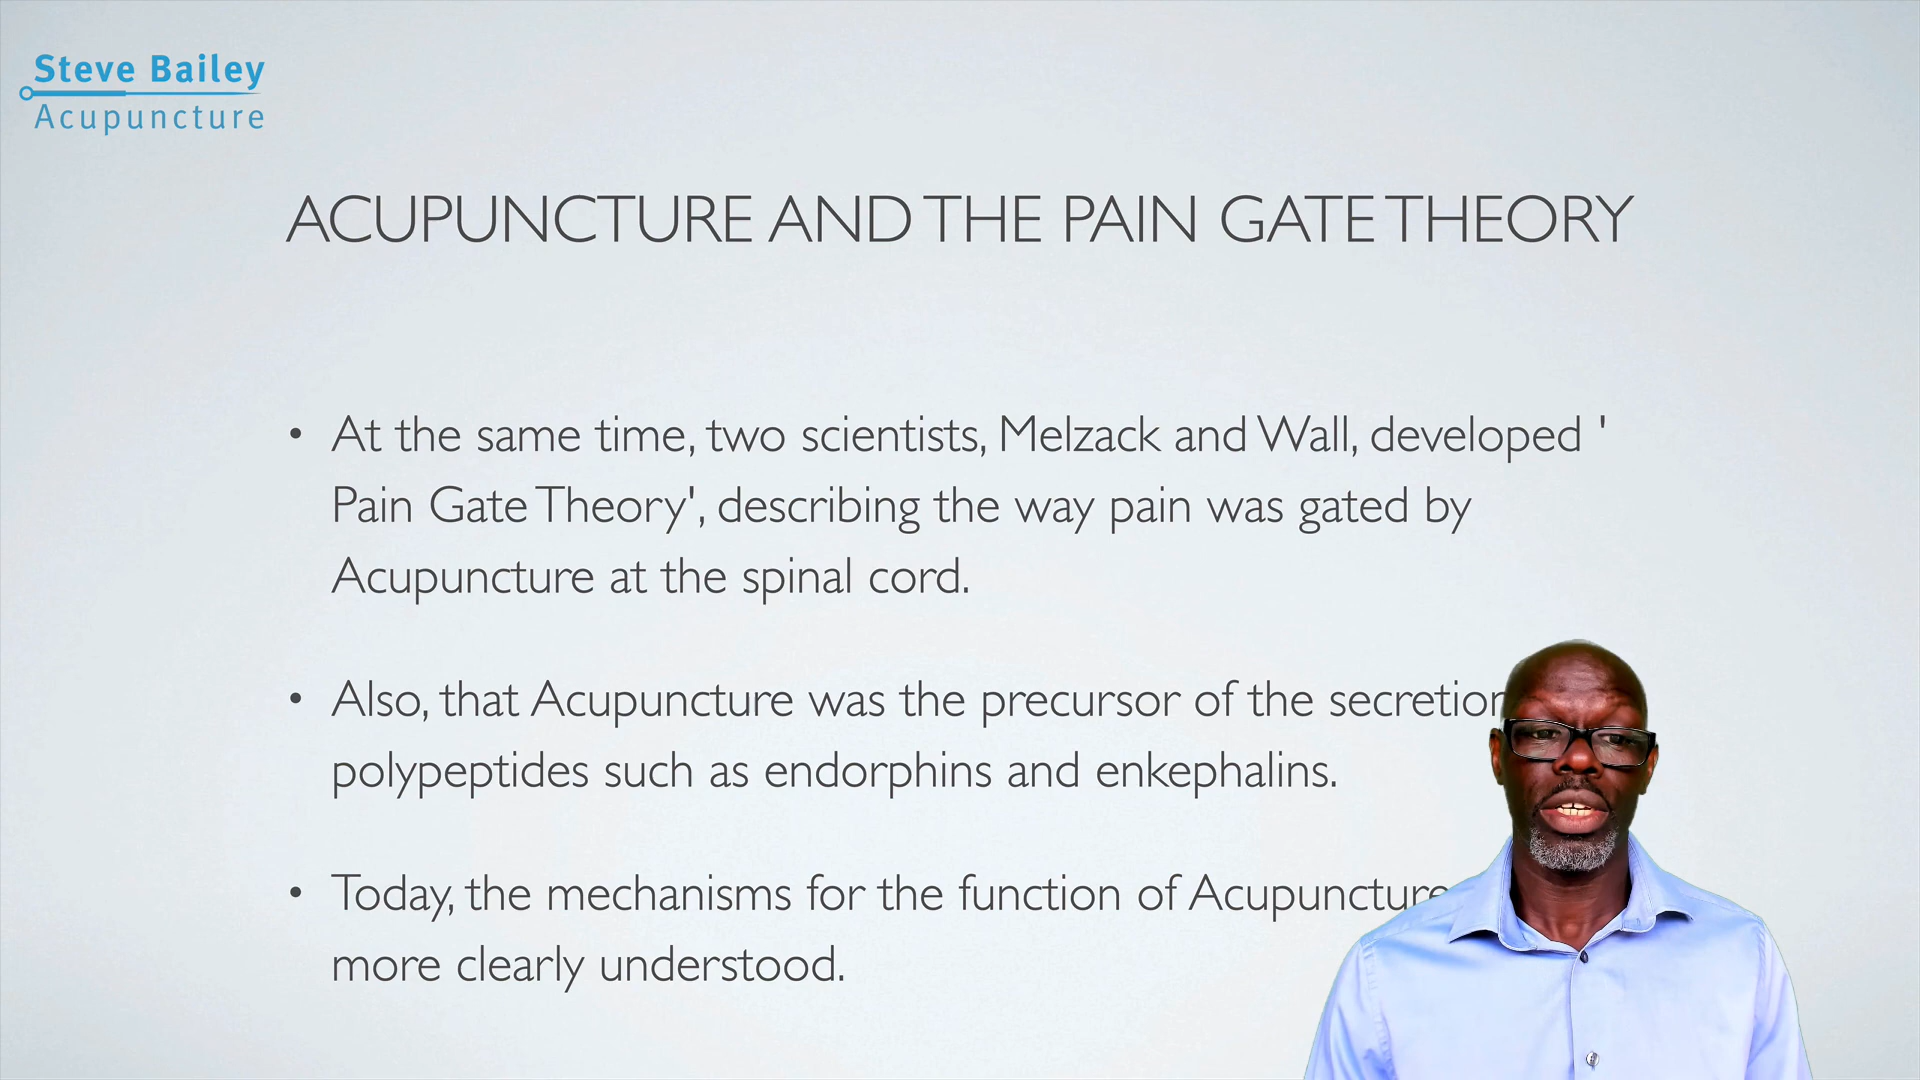 Steve Bailey
Acupuncture
ACUPUNCTURE AND THE PAIN GATE THEORY
• At the same time, two scientists, Melzack and Wall, developed '
Pain Gate Theory', describing the way pain was gated by
Acupuncture at the spinal cord.
• Also, that Acupuncture was the precursor of the secretion
polypeptides such as endorphins and enkephalins.
• Today, the mechanisms for the function of Acupuncture
more clearly understood.